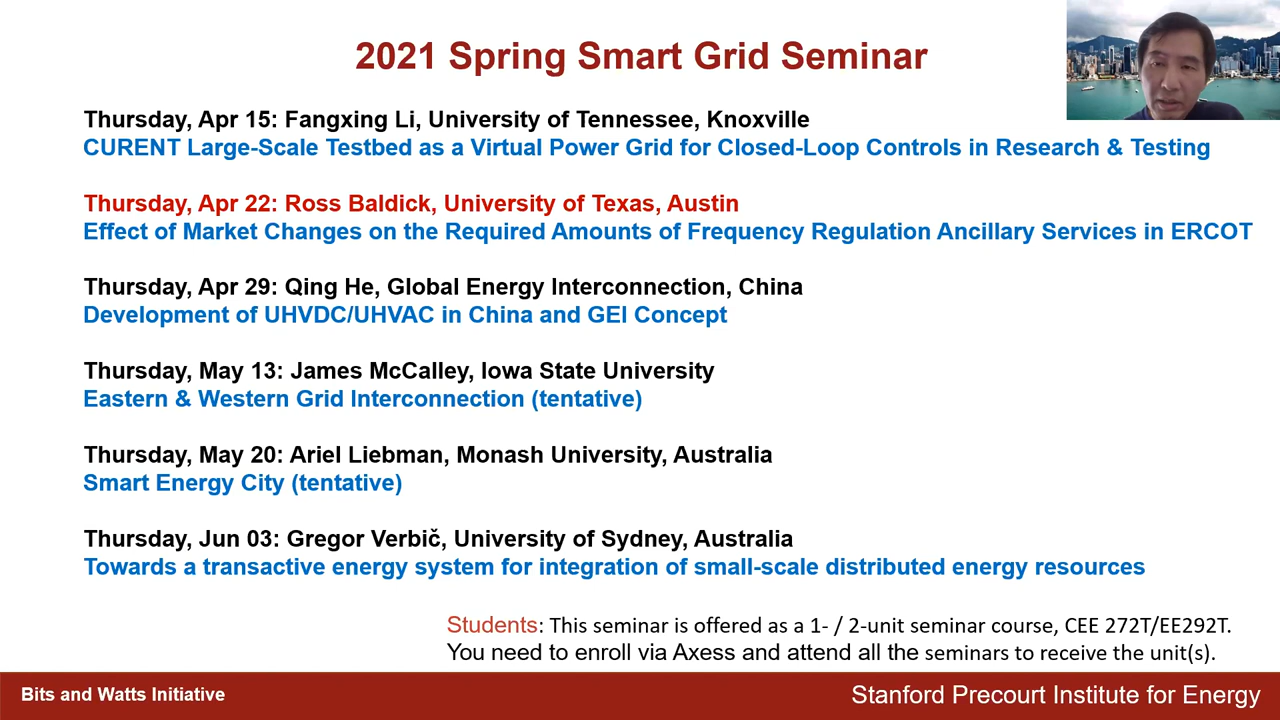 2021 Spring Smart Grid Seminar
Thursday, Apr 15: Fangxing Li, University of Tennessee, Knoxville
CURENT Large-Scale Testbed as a Virtual Power Grid for Closed-Loop Controls in Research & Testing
Thursday, Apr 22: Ross Baldick, University of Texas, Austin
Effect of Market Changes on the Required Amounts of Frequency Regulation Ancillary Services in ERCOT
Thursday, Apr 29: Qing He, Global Energy Interconnection, China
Development of UHVDC/UHVAC in China and GEI Concept
Thursday, May 13: James McCalley, Iowa State University
Eastern & Western Grid Interconnection (tentative)
Thursday, May 20: Ariel Liebman, Monash University, Australia
Smart Energy City (tentative)
Thursday, Jun 03: Gregor Verbič, University of Sydney, Australia
Towards a transactive energy system for integration of small-scale distributed energy resources
Students: This seminar is offered as a 1- / 2-unit seminar course, CEE 272T/EE292T.
You need to enroll via Axess and attend all the seminars to receive the unit(s).
Bits and Watts Initiative
Stanford Precourt Institute for Energy